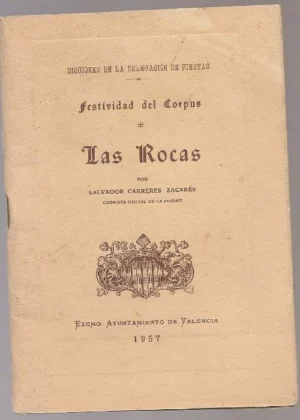 EDICIONES DE LA DELEGACIÓN DE FIESTAS
Festividad del Corpus
Las Rocas
POR
SALVADOR CARRERES ZACARÉS
CRONISTA OFICIAL DE LA CIUDAD
EXCMO. AYUNTAMIENTO DE VALENCIA
1957